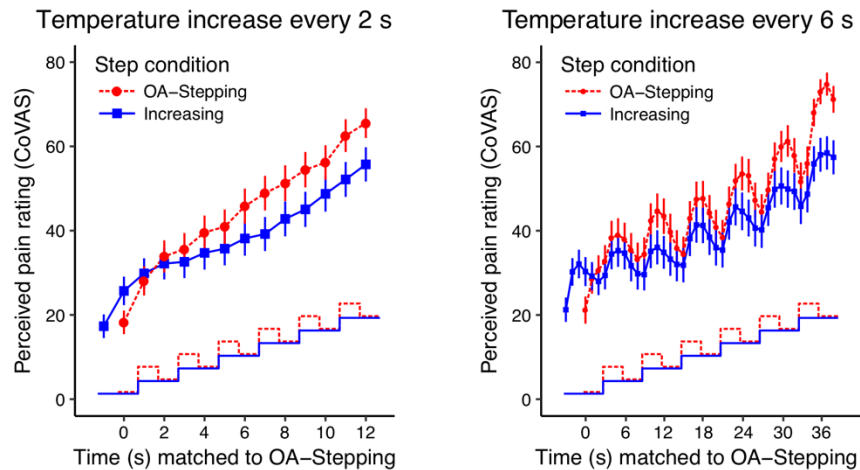 Temperature increase every 2 s
Perceived pain rating (CoVAS)
80
60
40
20
0
Step condition
OA−Stepping
Increasing
0 2 4 6 8 10 12
Time (s) matched to OA−Stepping
Temperature increase every 6 s
Perceived pain rating (CoVAS)
80
60
40
20
0
Step condition
OA−Stepping
Increasing
0 6 12 18 24 30 36
Time (s) matched to OA−Stepping